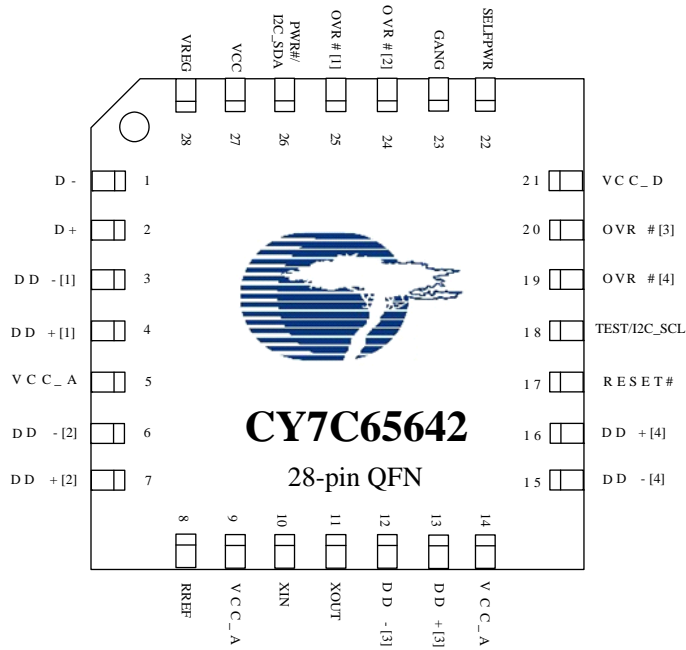 VREG
VCC
PWR#/
I2C_SDA
OVR # [1]
OVR # [2]
GANG
SELFPWR
28
27
26
25
24
23
22
D - 1
D + 2
DD - [1] 3
DD + [1] 4
VCC_A 5
DD - [2] 6
DD + [2] 7
21 VCC_D
20 OVR # [3]
19 OVR # [4]
18 TEST/I2C_SCL
17 RESET#
16 DD + [4]
15 DD - [4]
CY7C65642
28-pin QFN
8
9
10
11
12
13
14
RREF
VCC_A
XIN
XOUT
DD - [3]
DD + [3]
VCC_A